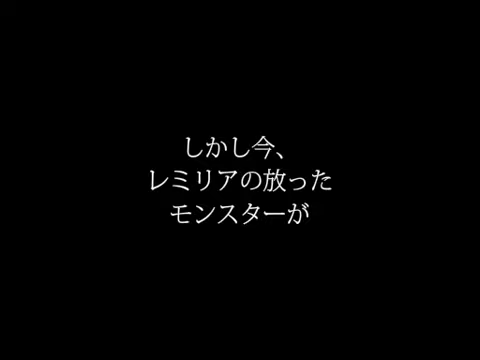 しかし今、
レミリアの放った
モンスターが